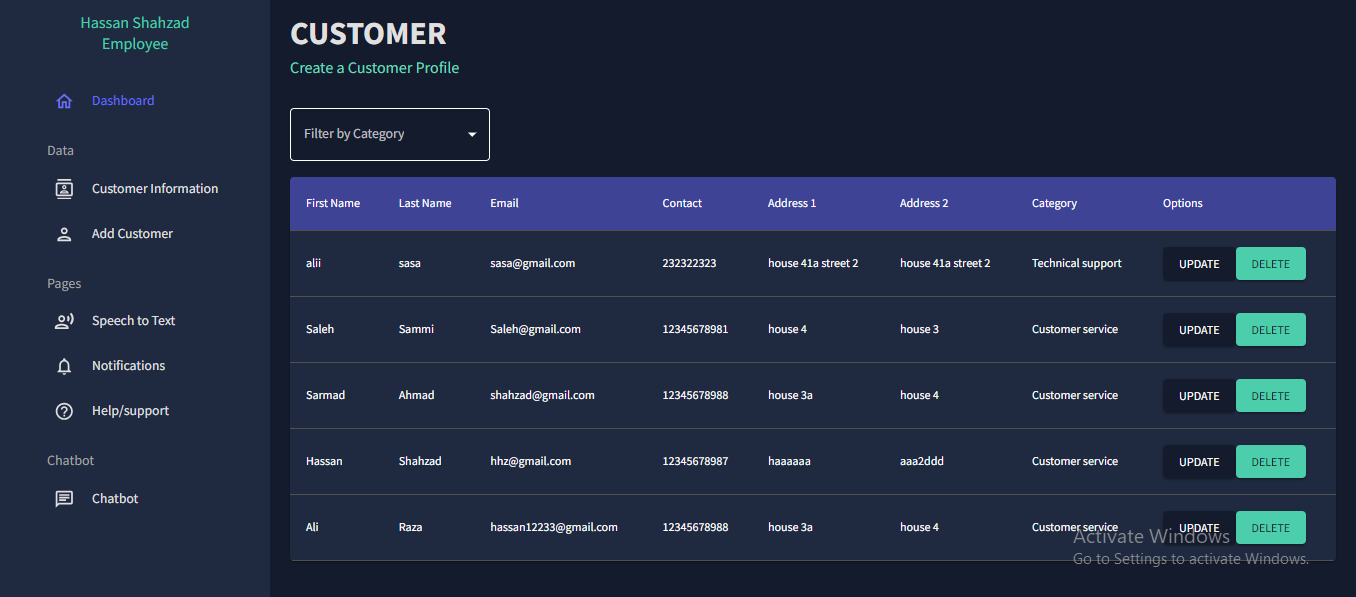 Hassan Shahzad
Employee
Dashboard
Data
Customer Information
Add Customer
Pages
Speech to Text
Notifications
Help/support
Chatbot
Chatbot
CUSTOMER
Create a Customer Profile
Filter by Category
First Name Last Name Email Contact Address 1 Address 2 Category Options
alii sasa sasa@gmail.com 232322323 house 41a street 2 house 41a street 2 Technical support UPDATE DELETE
Saleh Sammi Saleh@gmail.com 12345678981 house 4 house 3 Customer service UPDATE DELETE
Sarmad Ahmad shahzad@gmail.com 12345678988 house 3a house 4 Customer service UPDATE DELETE
Hassan Shahzad hhz@gmail.com 12345678987 haaaaaa aaa2ddd Customer service UPDATE DELETE
Ali Raza hassan12233@gmail.com 12345678988 house 3a house 4 Customer service UPDATE DELETE
Activate Windows
Go to Settings to activate Windows.